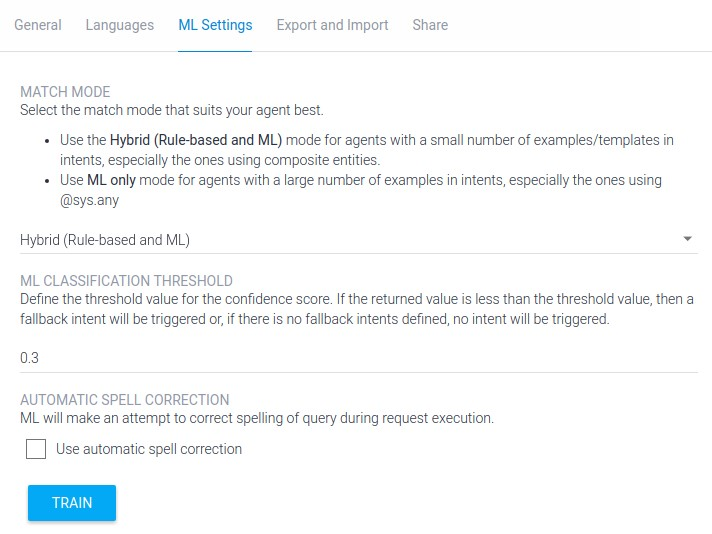 General Languages ML Settings Export and Import Share
MATCH MODE
Select the match mode that suits your agent best.
• Use the Hybrid (Rule-based and ML) mode for agents with a small number of examples/templates in
intents, especially the ones using composite entities.
• Use ML only mode for agents with a large number of examples in intents, especially the ones using
@sys.any
Hybrid (Rule-based and ML)
ML CLASSIFICATION THRESHOLD
Define the threshold value for the confidence score. If the returned value is less than the threshold value, then a
fallback intent will be triggered or, if there is no fallback intents defined, no intent will be triggered.
0.3
AUTOMATIC SPELL CORRECTION
ML will make an attempt to correct spelling of query during request execution.
Use automatic spell correction
TRAIN